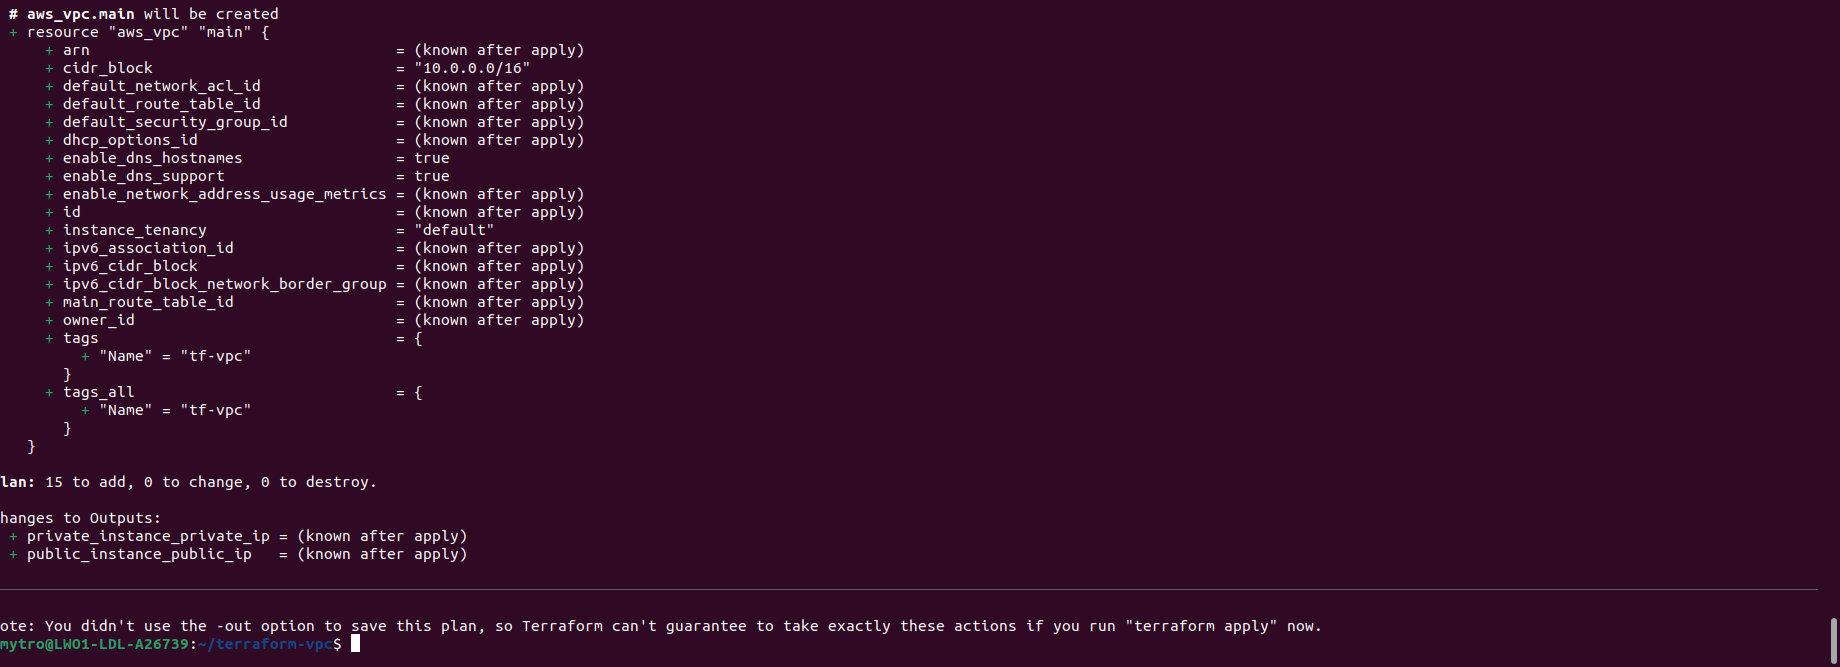 # aws_vpc.main will be created
+ resource "aws_vpc" "main" {
+ arn = (known after apply)
+ cidr_block = "10.0.0.0/16"
+ default_network_acl_id = (known after apply)
+ default_route_table_id = (known after apply)
+ default_security_group_id = (known after apply)
+ dhcp_options_id = (known after apply)
+ enable_dns_hostnames = true
+ enable_dns_support = true
+ enable_network_address_usage_metrics = (known after apply)
+ id = (known after apply)
+ instance_tenancy = "default"
+ ipv6_association_id = (known after apply)
+ ipv6_cidr_block = (known after apply)
+ ipv6_cidr_block_network_border_group = (known after apply)
+ main_route_table_id = (known after apply)
+ owner_id = (known after apply)
+ tags = {
+ "Name" = "tf-vpc"
}
+ tags_all = {
+ "Name" = "tf-vpc"
}
}
lan: 15 to add, 0 to change, 0 to destroy.
hanges to Outputs:
+ private_instance_private_ip = (known after apply)
+ public_instance_public_ip = (known after apply)
ote: You didn't use the -out option to save this plan, so Terraform can't guarantee to take exactly these actions if you run "terraform apply" now.
mytro@LWO1-LDL-A26739:~/terraform-vpc$